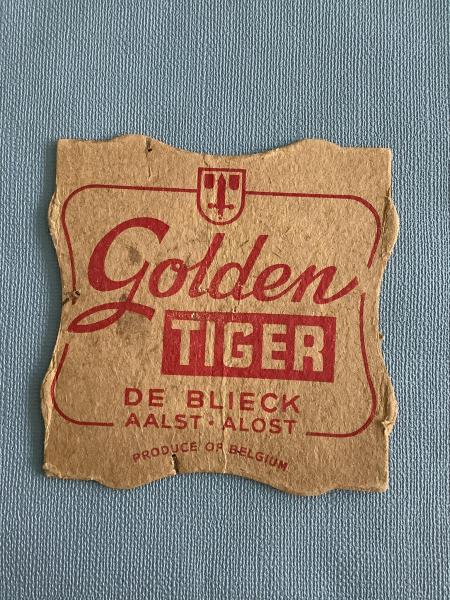 Golden
TIGER
DE BLIECK
AALST · ALOST
PRODUCE OF BELGIUM